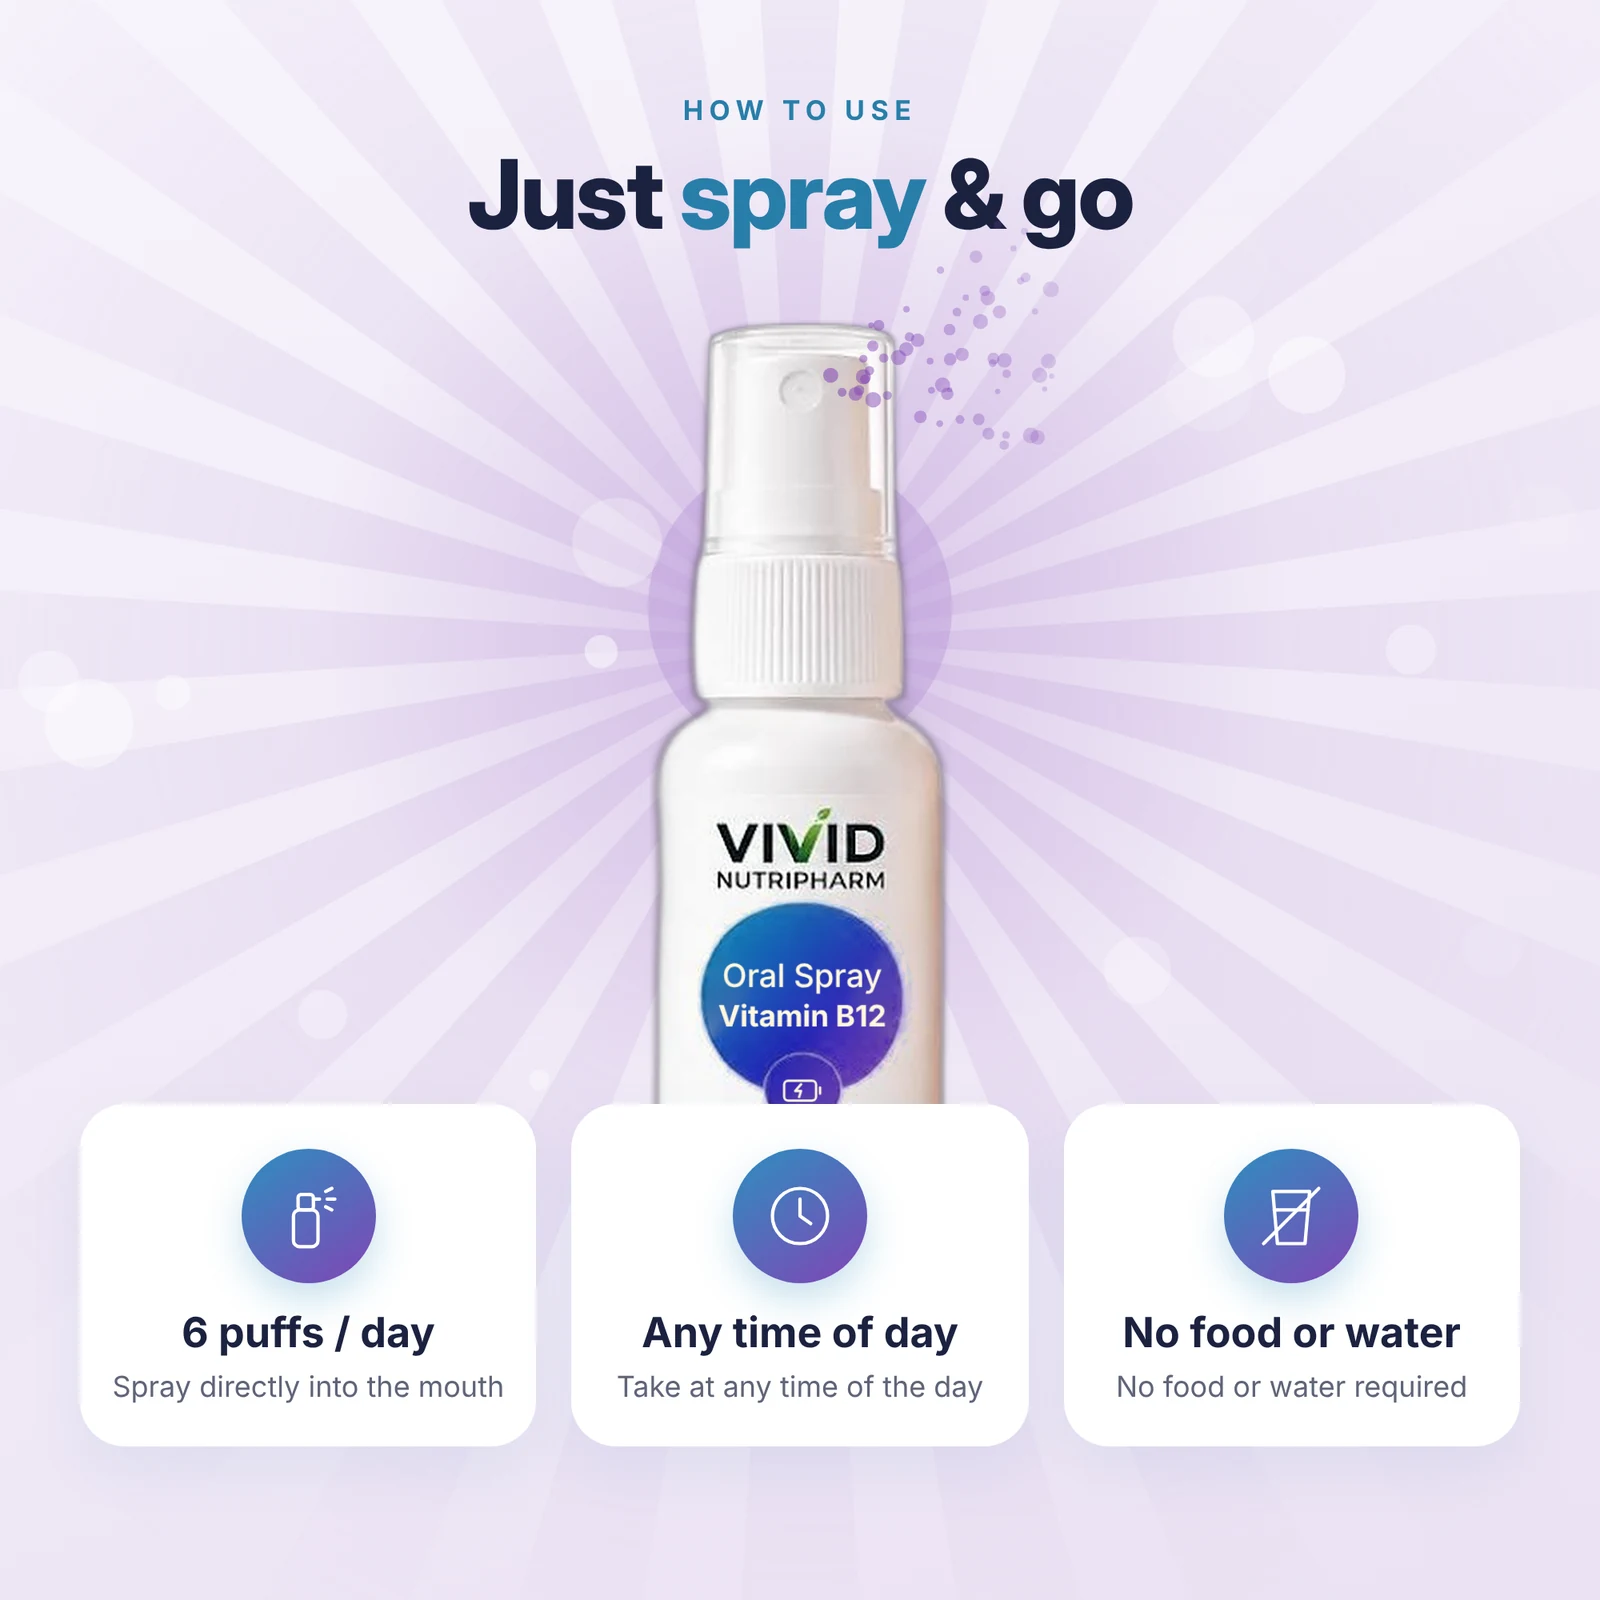 HOW TO USE
Just spray & go
VIVID
NUTRIPHARM
Oral Spray
Vitamin B12
6 puffs / day
Spray directly into the mouth
Any time of day
Take at any time of the day
No food or water
No food or water required